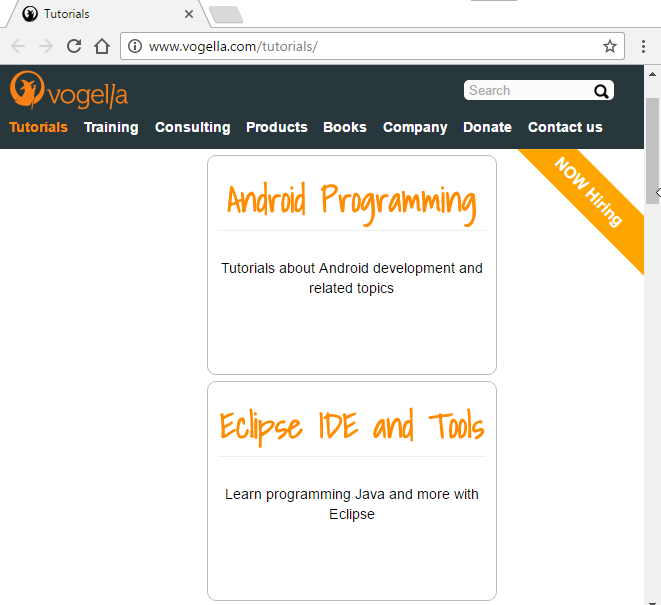 Tutorials
www.vogella.com/tutorials/
vogella
Search
Tutorials Training Consulting Products Books Company Donate Contact us
NOW Hiring
Android Programming
Tutorials about Android development and
related topics
Eclipse IDE and Tools
Learn programming Java and more with
Eclipse